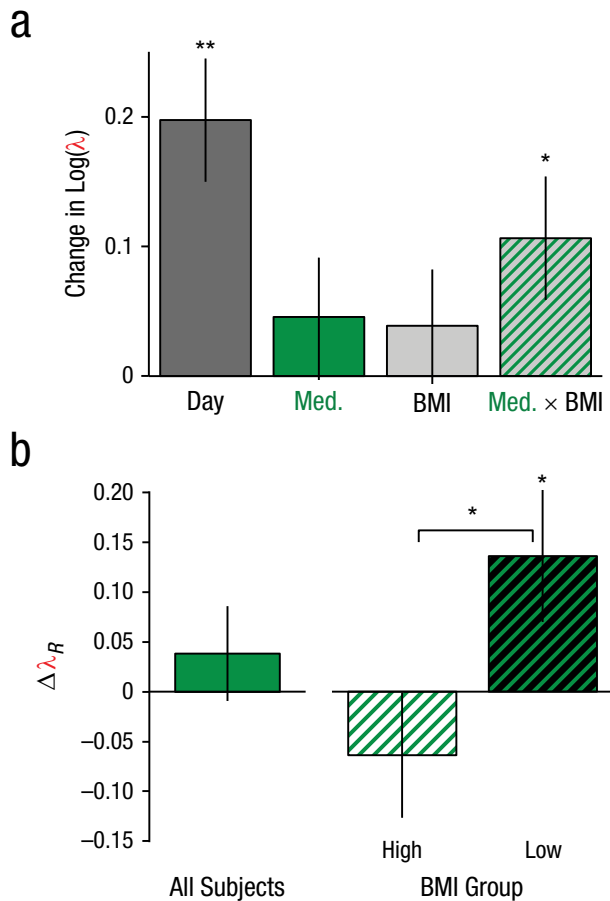 a
Change in Log(λ)
**
*
0.2
0.1
0
Day Med. BMI Med. × BMI
b
Δλ_R
0.20
0.15
0.10
0.05
0
−0.05
−0.10
−0.15
*
*
High Low
All Subjects BMI Group